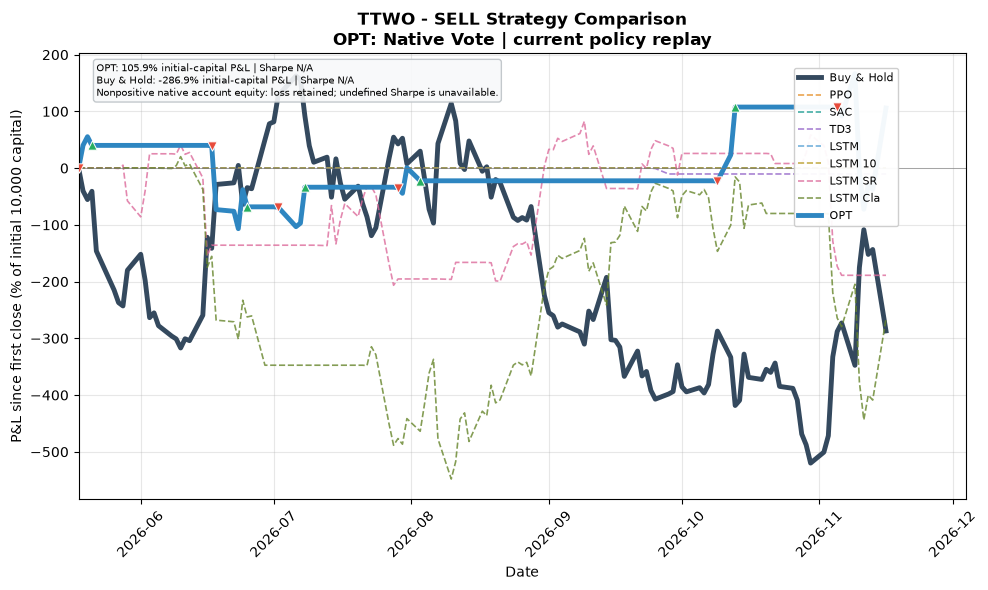 TTWO - SELL Strategy Comparison
OPT: Native Vote | current policy replay
OPT: 105.9% initial-capital P&L | Sharpe N/A
Buy & Hold: -286.9% initial-capital P&L | Sharpe N/A
Nonpositive native account equity: loss retained; undefined Sharpe is unavailable.
Buy & Hold
PPO
SAC
TD3
LSTM
LSTM 10
LSTM SR
LSTM Cla
OPT
P&L since first close (% of initial 10,000 capital)
200
100
0
−100
−200
−300
−400
−500
2026-06
2026-07
2026-08
2026-09
2026-10
2026-11
2026-12
Date